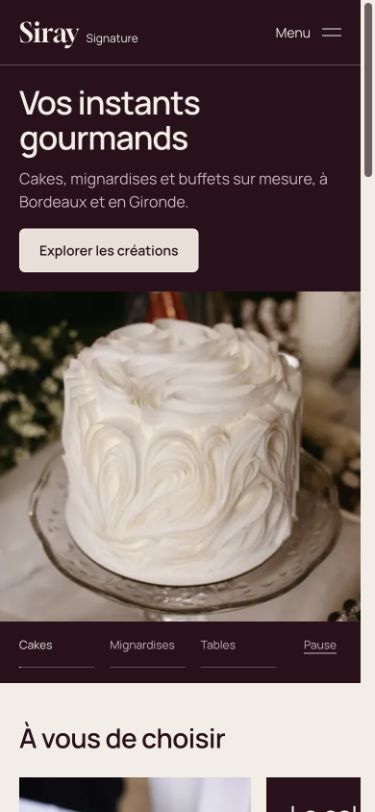 Siray Signature
Menu
Vos instants
gourmands
Cakes, mignardises et buffets sur mesure, à
Bordeaux et en Gironde.
Explorer les créations
Cakes
Mignardises
Tables
Pause
À vous de choisir